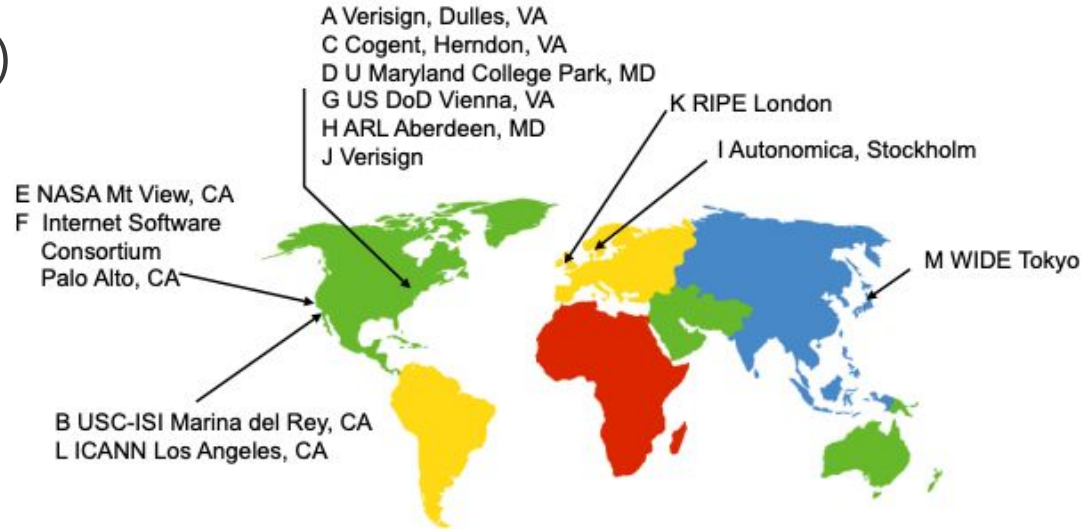 )
A Verisign, Dulles, VA
C Cogent, Herndon, VA
D U Maryland College Park, MD
G US DoD Vienna, VA
H ARL Aberdeen, MD
J Verisign
K RIPE London
I Autonomica, Stockholm
E NASA Mt View, CA
F Internet Software
Consortium
Palo Alto, CA
M WIDE Tokyo
B USC-ISI Marina del Rey, CA
L ICANN Los Angeles, CA